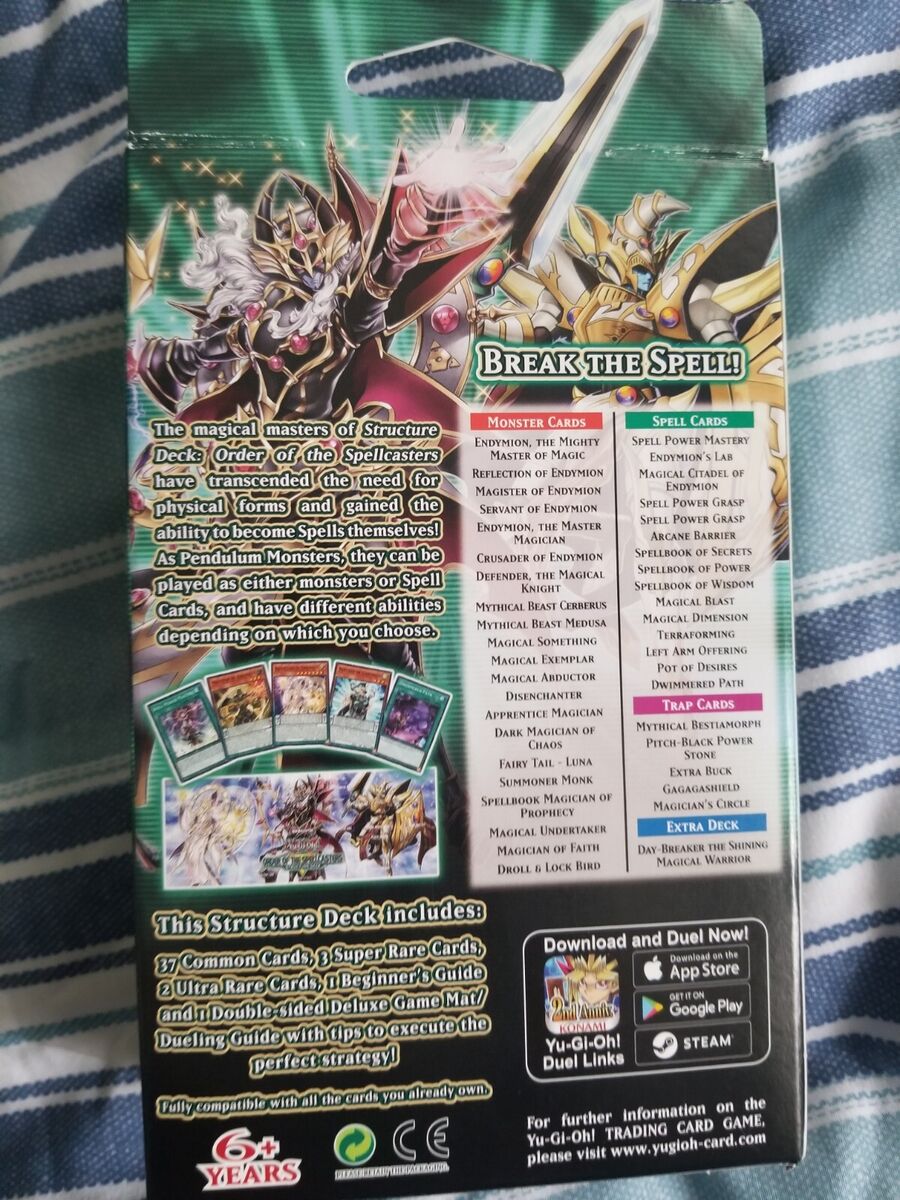 BREAK THE SPELL!
The magical masters of Structure
Deck: Order of the Spellcasters
have transcended the need for
physical forms and gained the
ability to become Spells themselves!
As Pendulum Monsters, they can be
played as either monsters or Spell
Cards, and have different abilities
depending on which you choose.
MONSTER CARDS
ENDYMION, THE MIGHTY
MASTER OF MAGIC
REFLECTION OF ENDYMION
MAGISTER OF ENDYMION
SERVANT OF ENDYMION
ENDYMION, THE MASTER
MAGICIAN
CRUSADER OF ENDYMION
DEFENDER, THE MAGICAL
KNIGHT
MYTHICAL BEAST CERBERUS
MYTHICAL BEAST MEDUSA
MAGICAL SOMETHING
MAGICAL EXEMPLAR
MAGICAL ABDUCTOR
DISENCHANTER
APPRENTICE MAGICIAN
DARK MAGICIAN OF
CHAOS
FAIRY TAIL - LUNA
SUMMONER MONK
SPELLBOOK MAGICIAN OF
PROPHECY
MAGICAL UNDERTAKER
MAGICIAN OF FAITH
DROLL & LOCK BIRD
SPELL CARDS
SPELL POWER MASTERY
ENDYMION'S LAB
MAGICAL CITADEL OF
ENDYMION
SPELL POWER GRASP
SPELL POWER GRASP
ARCANE BARRIER
SPELLBOOK OF SECRETS
SPELLBOOK OF POWER
SPELLBOOK OF WISDOM
MAGICAL BLAST
MAGICAL DIMENSION
TERRAFORMING
LEFT ARM OFFERING
POT OF DESIRES
DWIMMERED PATH
TRAP CARDS
MYTHICAL BESTIAMORPH
PITCH-BLACK POWER
STONE
EXTRA BUCK
GAGAGASHIELD
MAGICIAN'S CIRCLE
EXTRA DECK
DAY-BREAKER THE SHINING
MAGICAL WARRIOR
ORDER OF THE SPELLCASTERS
This Structure Deck includes:
37 Common Cards, 3 Super Rare Cards,
2 Ultra Rare Cards, 1 Beginner's Guide
and 1 Double-sided Deluxe Game Mat/
Dueling Guide with tips to execute the
perfect strategy!
Fully compatible with all the cards you already own.
6+
YEARS
PLEASE RETAIN THE PACKAGING.
CE
Download and Duel Now!
2nd Anniv.
KONAMI
Yu-Gi-Oh!
Duel Links
Download on the
App Store
GET IT ON
Google Play
STEAM
For further information on the
Yu-Gi-Oh! TRADING CARD GAME,
please visit www.yugioh-card.com